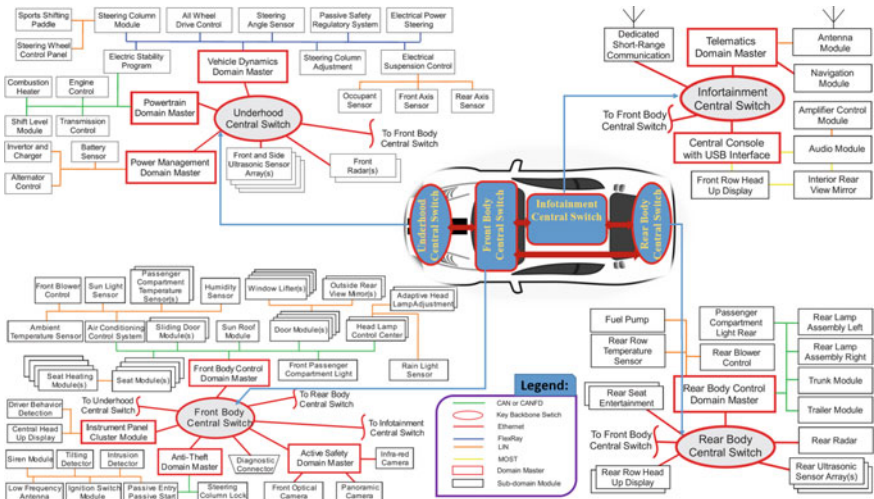 Sports Shifting
Paddle
Steering Column
Module
All Wheel
Drive Control
Steering
Angle Sensor
Passive Safety
Regulatory System
Electrical Power
Steering
Steering Wheel
Control Panel
Electric Stability
Program
Vehicle Dynamics
Domain Master
Steering Column
Adjustment
Electrical
Suspension Control
Combustion
Heater
Engine
Control
Powertrain
Domain Master
Occupant
Sensor
Front Axis
Sensor
Rear Axis
Sensor
Shift Level
Module
Transmission
Control
Underhood
Central Switch
To Front Body
Central Switch
Invertor and
Charger
Battery
Sensor
Power Management
Domain Master
Front and Side
Ultrasonic Sensor
Array(s)
Front
Radar(s)
Alternator
Control
Dedicated
Short-Range
Communication
Telematics
Domain Master
Antenna
Module
Navigation
Module
Infortainment
Central Switch
To Front Body
Central Switch
Amplifier Control
Module
Central Console
with USB Interface
Audio Module
Front Row Head
Up Display
Interior Rear
View Mirror
Underhood
Central Switch
Front Body
Central Switch
Infotainment
Central Switch
Rear Body
Central Switch
Front Blower
Control
Sun Light
Sensor
Passenger
Compartment
Temperature
Sensor(s)
Humidity
Sensor
Window Lifter(s)
Outside Rear
View Mirror(s)
Adaptive Head
LampAdjustment
Ambient
Temperature Sensor
Air Conditioning
Control System
Sliding Door
Module(s)
Sun Roof
Module
Door Module(s)
Head Lamp
Control Center
Seat Heating
Module(s)
Seat Module(s)
Front Body Control
Domain Master
Front Passenger
Compartment Light
Rain Light
Sensor
To Underhood
Central Switch
To Rear Body
Central Switch
Driver Behavior
Detection
Front Body
Central Switch
To Infotainment
Central Switch
Central Head
Up Display
Instrument Panel
Cluster Module
Siren Module
Tilting
Detector
Intrusion
Detector
Anti-Theft
Domain Master
Diagnostic
Connector
Active Safety
Domain Master
Infra-red
Camera
Low Frequency
Antenna
Ignition Switch
Module
Passive Entry
Passive Start
Steering
Column Lock
Front Optical
Camera
Panoramic
Camera
Legend:
CAN or CANFD
Key Backbone Switch
Ethernet
FlexRay
LIN
MOST
Domain Master
Sub-domain Module
Fuel Pump
Passenger
Compartment
Light Rear
Rear Lamp
Assembly Left
Rear Row
Temperature Sensor
Rear Blower
Control
Rear Lamp
Assembly Right
Rear Seat
Entertainment
Rear Body Control
Domain Master
Trunk Module
Trailer Module
To Front Body
Central Switch
Rear Body
Central Switch
Rear Radar
Rear Row Head
Up Display
Rear Ultrasonic
Sensor Array(s)